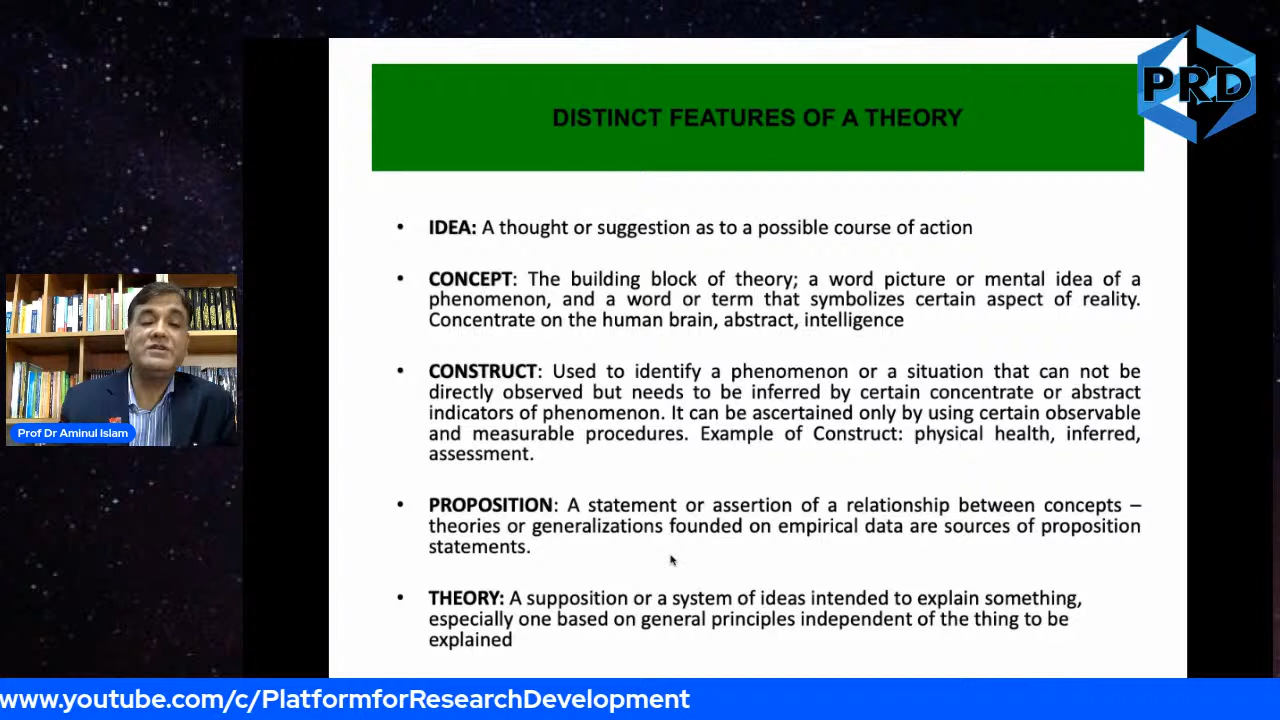 PRD
DISTINCT FEATURES OF A THEORY
• IDEA: A thought or suggestion as to a possible course of action
• CONCEPT: The building block of theory; a word picture or mental idea of a
phenomenon, and a word or term that symbolizes certain aspect of reality.
Concentrate on the human brain, abstract, intelligence
• CONSTRUCT: Used to identify a phenomenon or a situation that can not be
directly observed but needs to be inferred by certain concentrate or abstract
indicators of phenomenon. It can be ascertained only by using certain observable
and measurable procedures. Example of Construct: physical health, inferred,
assessment.
• PROPOSITION: A statement or assertion of a relationship between concepts –
theories or generalizations founded on empirical data are sources of proposition
statements.
• THEORY: A supposition or a system of ideas intended to explain something,
especially one based on general principles independent of the thing to be
explained
Prof Dr Aminul Islam
www.youtube.com/c/PlatformforResearchDevelopment